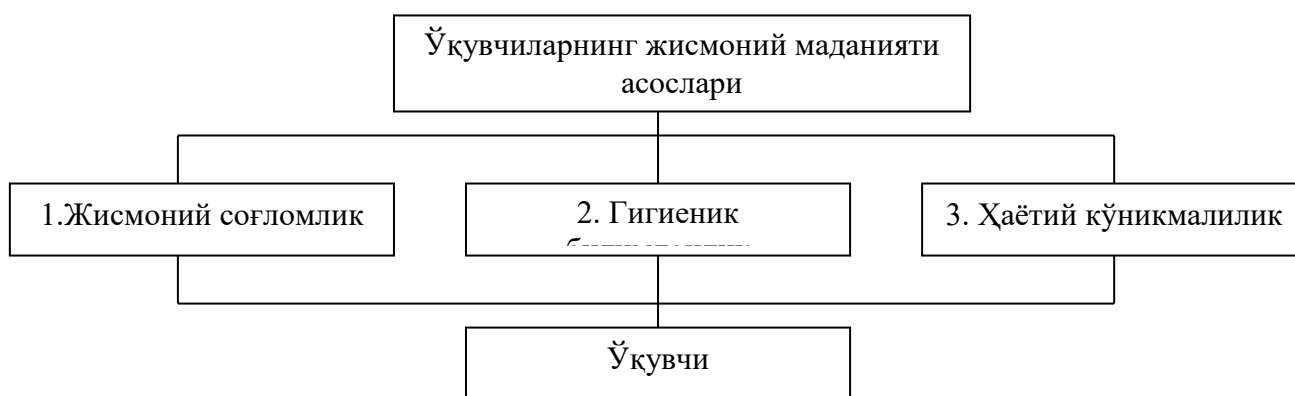 Ўқувчиларнинг жисмоний маданияти
асослари
1.Жисмоний соғломлик
2. Гигиеник
3. Ҳаётий кўникмалилик
Ўқувчи